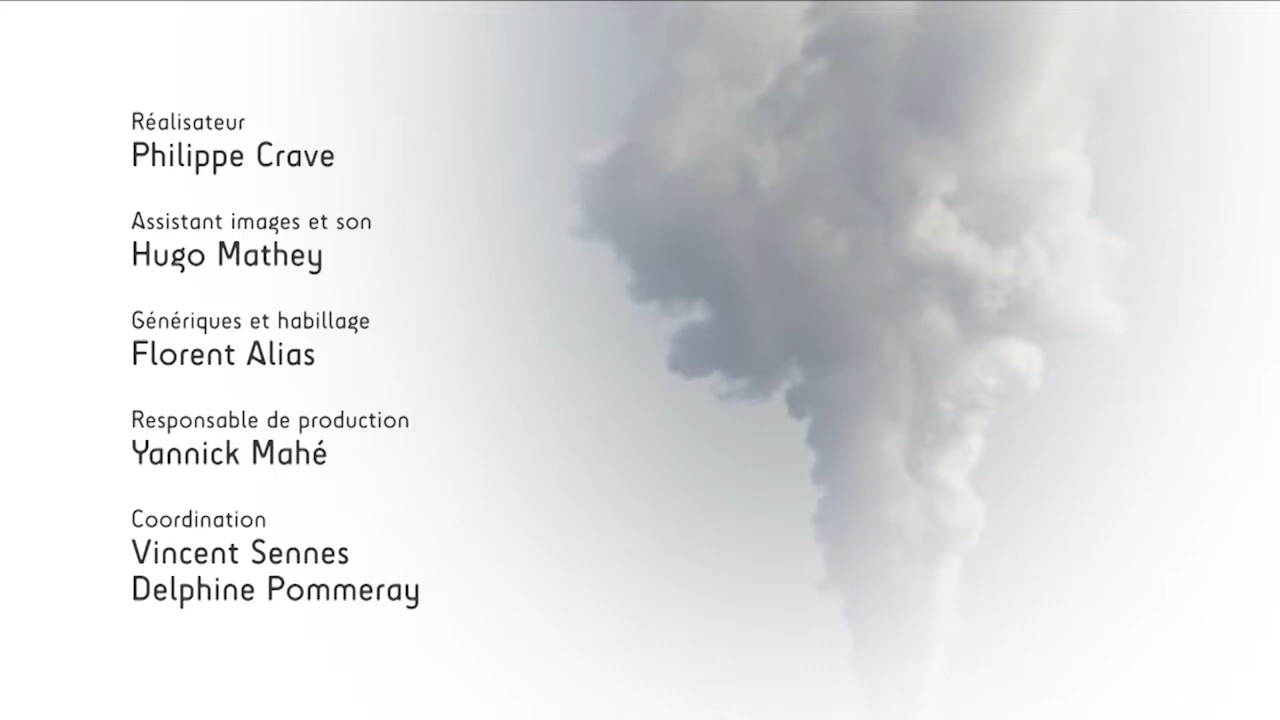 Réalisateur
Philippe Crave
Assistant images et son
Hugo Mathey
Génériques et habillage
Florent Alias
Responsable de production
Yannick Mahé
Coordination
Vincent Sennes
Delphine Pommeray